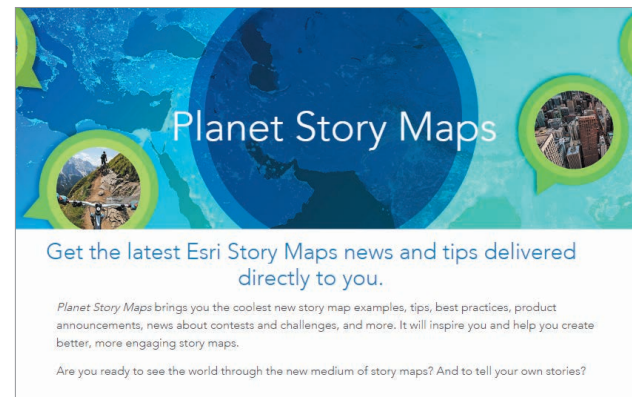 Planet Story Maps
Get the latest Esri Story Maps news and tips delivered
directly to you.
Planet Story Maps brings you the coolest new story map examples, tips, best practices, product
announcements, news about contests and challenges, and more. It will inspire you and help you create
better, more engaging story maps.
Are you ready to see the world through the new medium of story maps? And to tell your own stories?